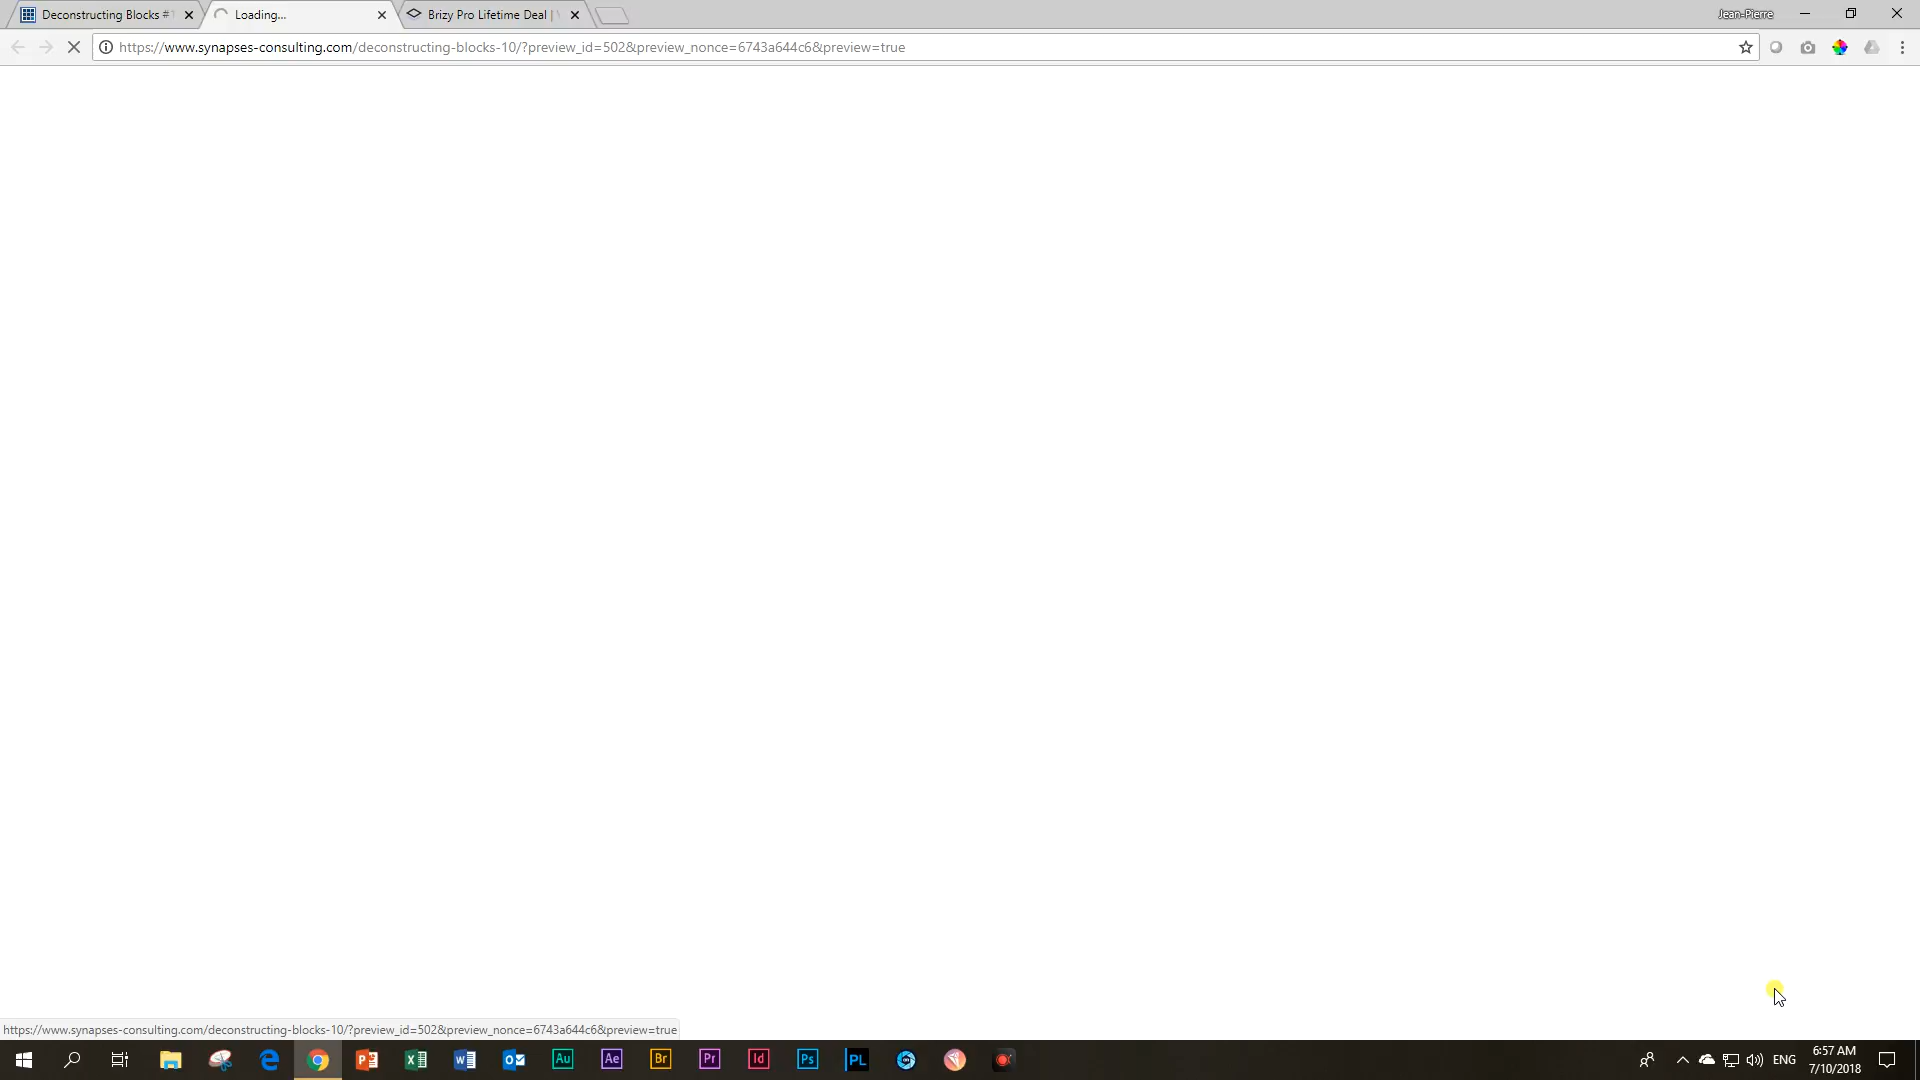 Deconstructing Blocks #1
Loading...
Brizy Pro Lifetime Deal |
Jean-Pierre
https://www.synapses-consulting.com/deconstructing-blocks-10/?preview_id=502&preview_nonce=6743a644c6&preview=true
https://www.synapses-consulting.com/deconstructing-blocks-10/?preview_id=502&preview_nonce=6743a644c6&preview=true
Au
Ae
Br
Pr
Id
Ps
PL
ENG
6:57 AM
7/10/2018